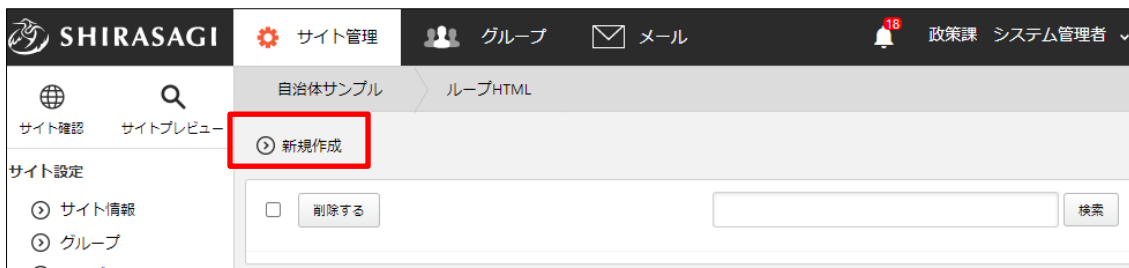 SHIRASAGI サイト管理 グループ メール 18 政策課 システム管理者
サイト確認 サイトプレビュー
自治体サンプル ループHTML
新規作成
サイト設定
サイト情報
グループ
削除する 検索